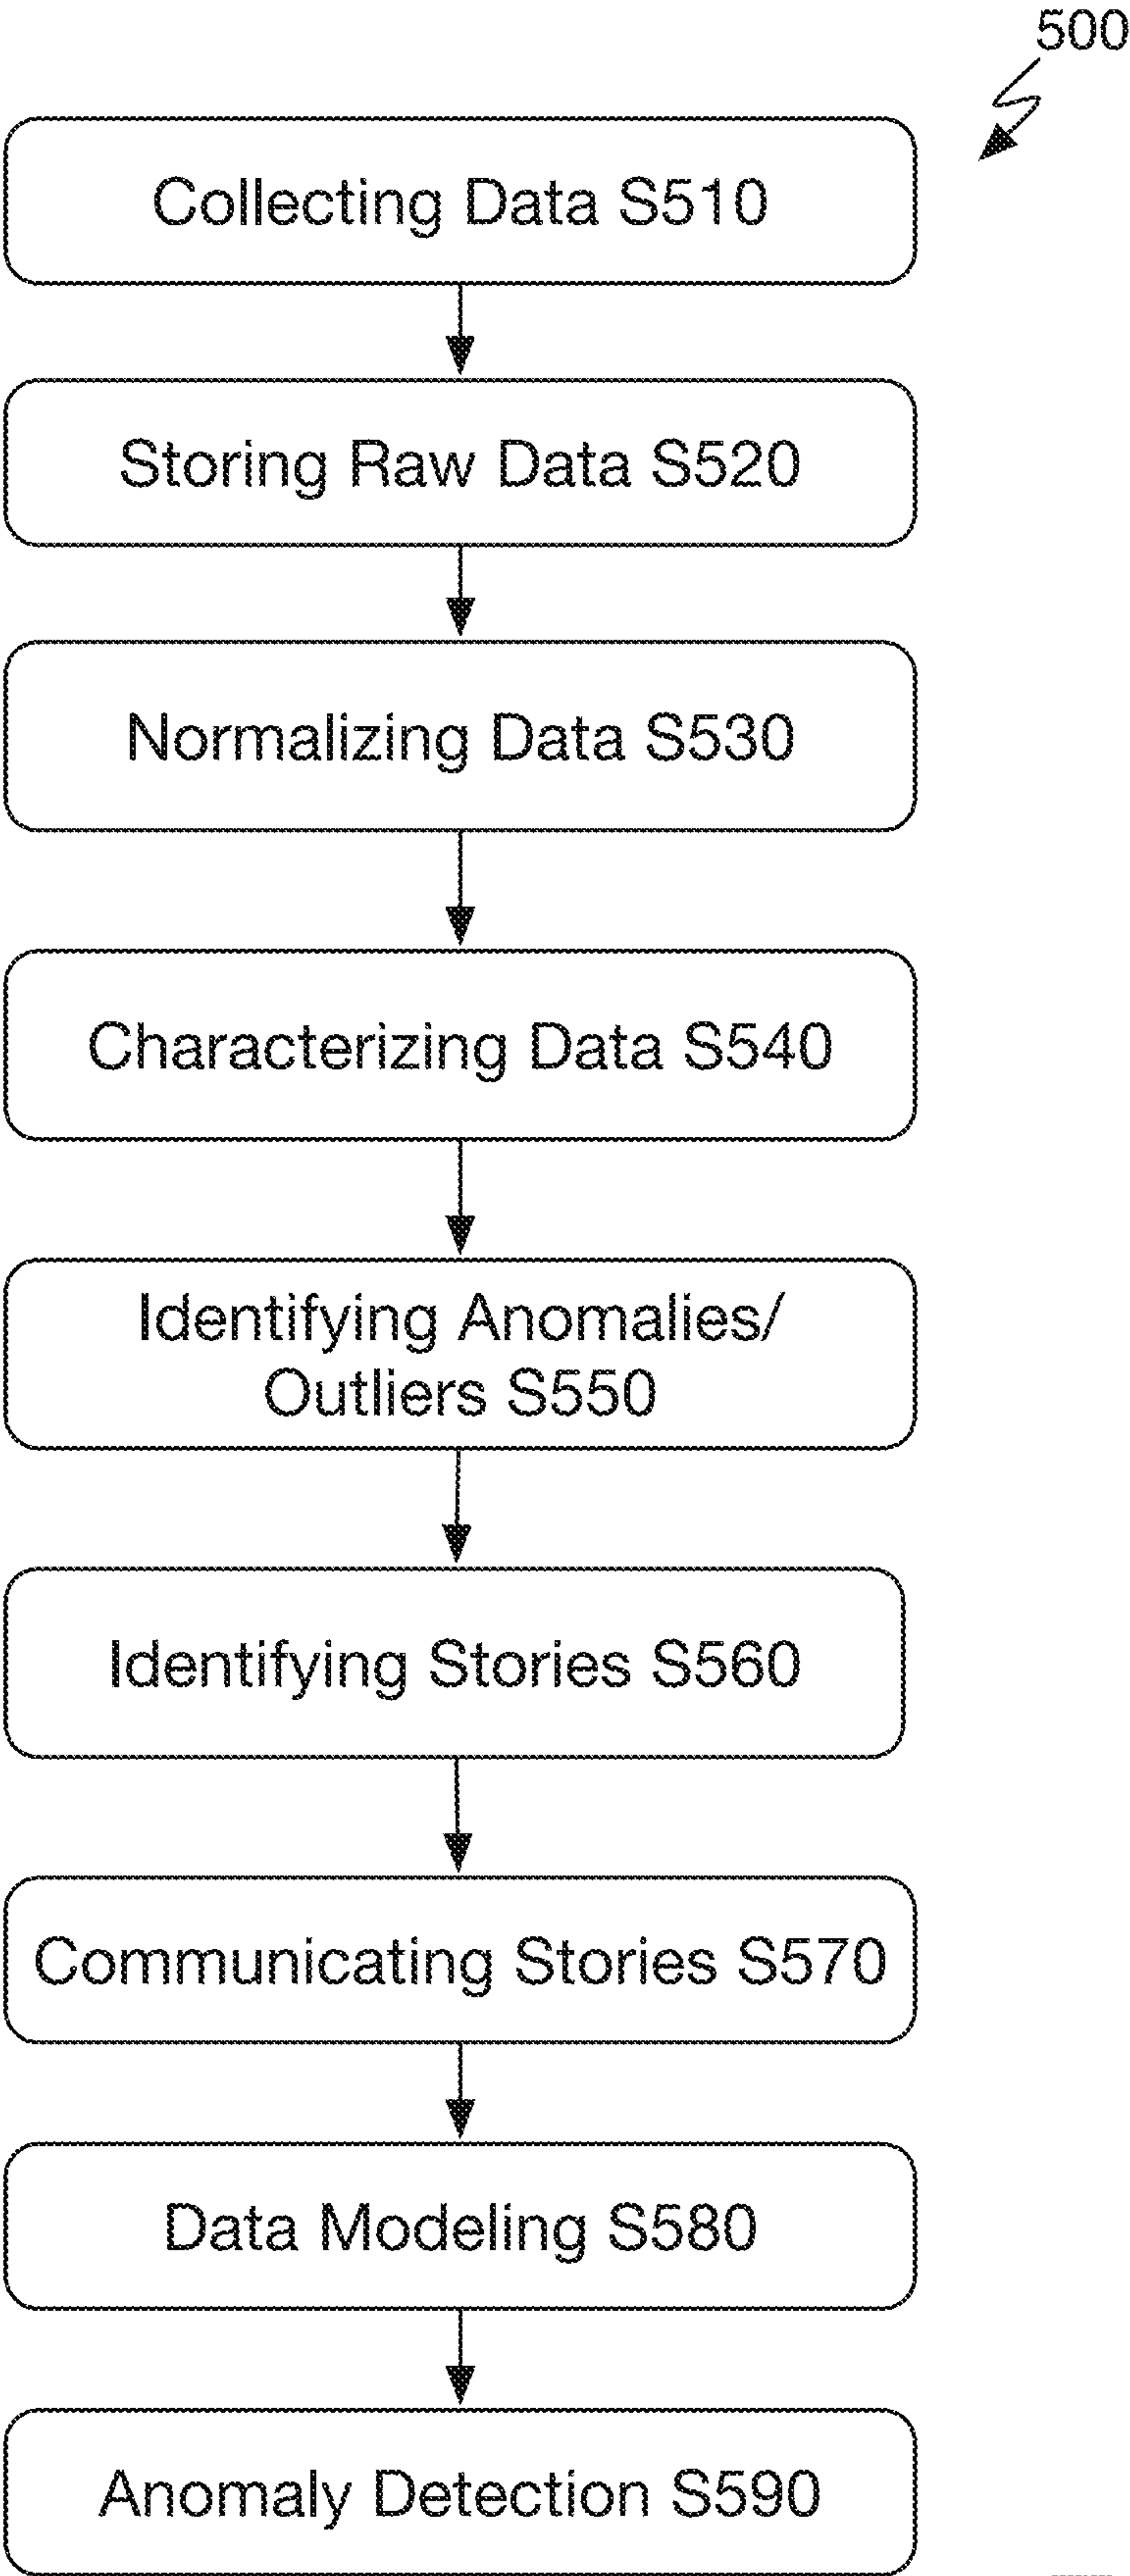 500
Collecting Data S510
Storing Raw Data S520
Normalizing Data S530
Characterizing Data S540
Identifying Anomalies/
Outliers S550
Identifying Stories S560
Communicating Stories S570
Data Modeling S580
Anomaly Detection S590